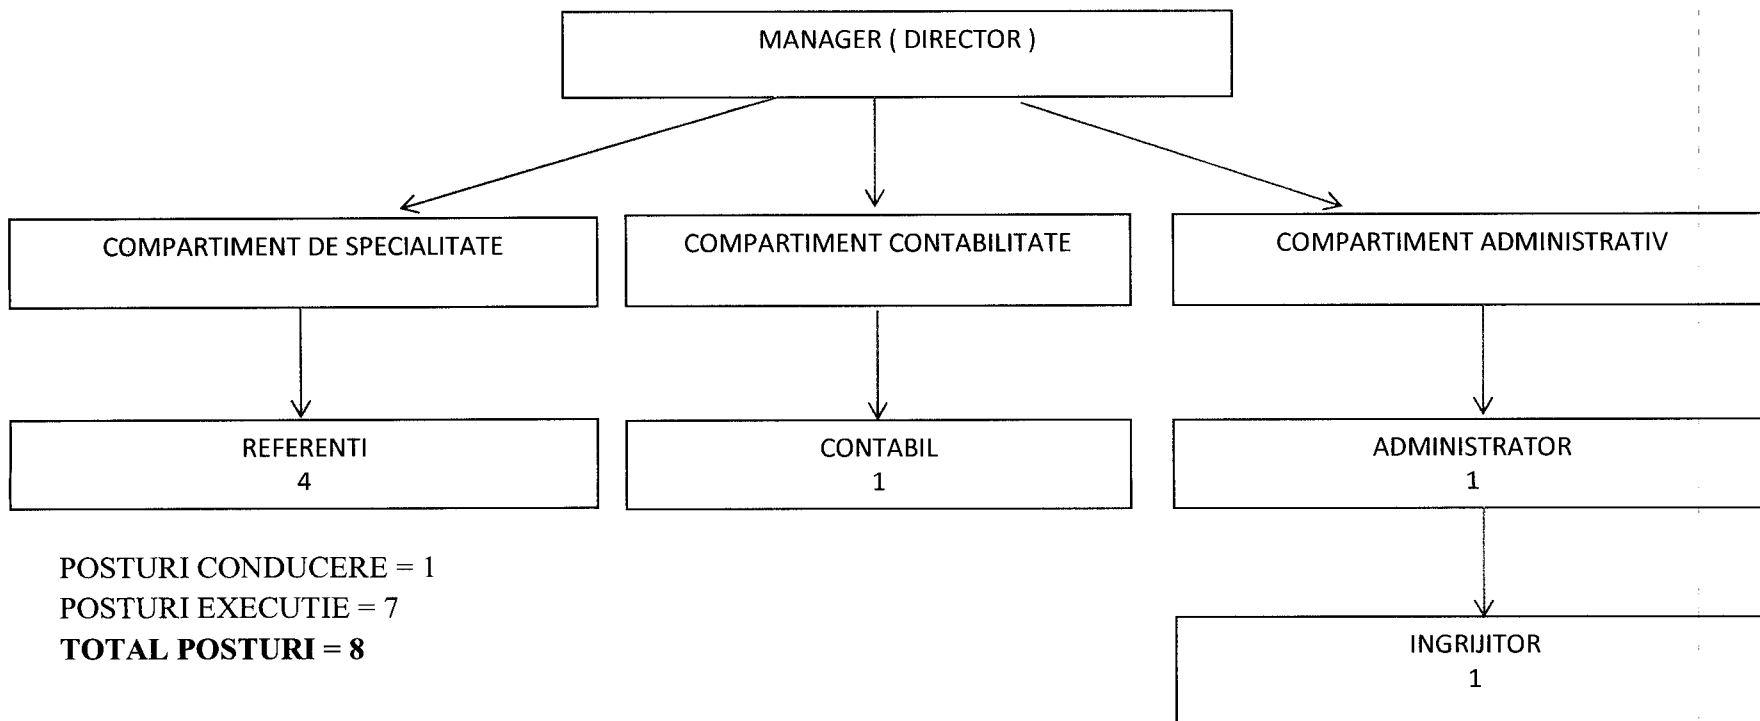 MANAGER ( DIRECTOR )
COMPARTIMENT DE SPECIALITATE
COMPARTIMENT CONTABILITATE
COMPARTIMENT ADMINISTRATIV
REFERENTI
4
CONTABIL
1
ADMINISTRATOR
1
POSTURI CONDUCERE = 1
POSTURI EXECUTIE = 7
TOTAL POSTURI = 8
INGRIJITOR
1